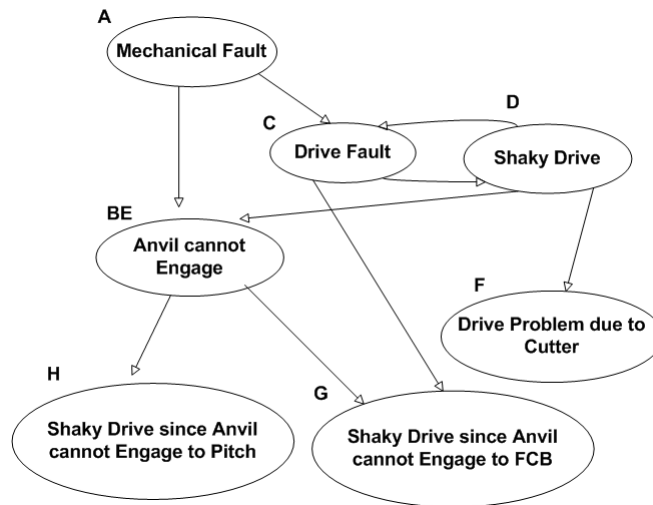 A
Mechanical Fault
C
Drive Fault
D
Shaky Drive
BE
Anvil cannot
Engage
F
Drive Problem due to
Cutter
H
Shaky Drive since Anvil
cannot Engage to Pitch
G
Shaky Drive since Anvil
cannot Engage to FCB